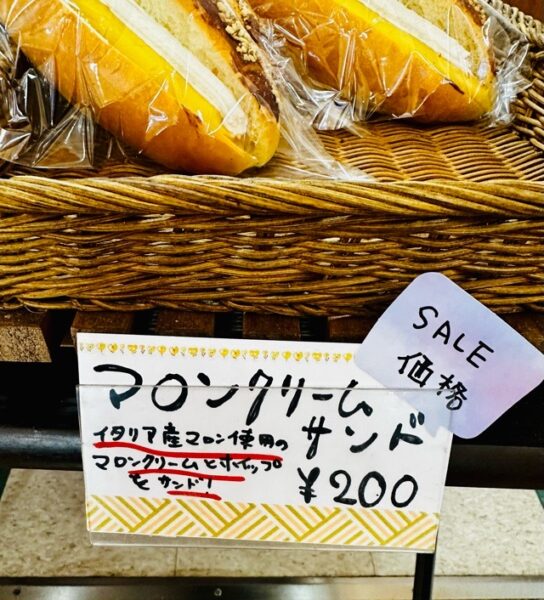 SALE
価格
マロンクリーム
サンド
イタリア産マロン使用の
マロンクリームとホイップ
をサンド!
¥200